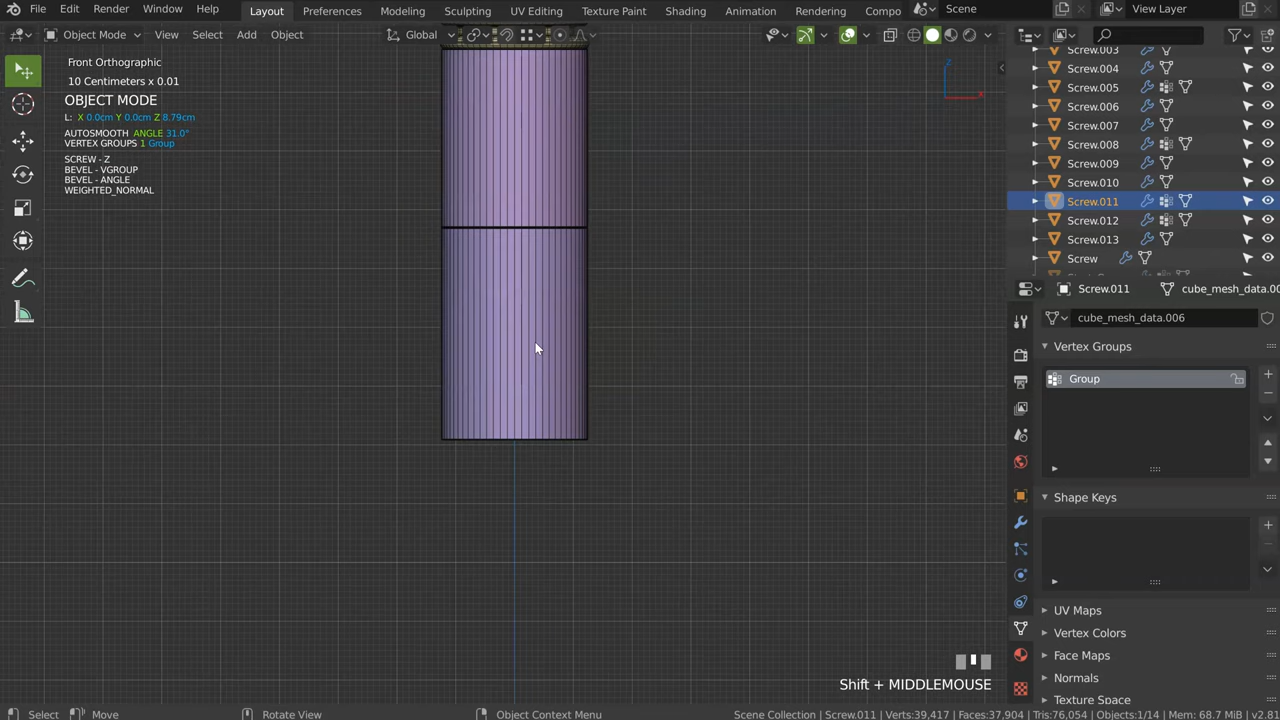 File Edit Render Window Help Layout Preferences Modeling Sculpting UV Editing Texture Paint Shading Animation Rendering Compo Scene View Layer
Object Mode View Select Add Object Global
Front Orthographic
10 Centimeters x 0.01
OBJECT MODE
L: X 0.0cm Y 0.0cm Z 8.79cm
AUTOSMOOTH ANGLE 31.0°
VERTEX GROUPS 1 Group
SCREW - Z
BEVEL - VGROUP
BEVEL - ANGLE
WEIGHTED_NORMAL
Z
X
Screw.003
Screw.004
Screw.005
Screw.006
Screw.007
Screw.008
Screw.009
Screw.010
Screw.011
Screw.012
Screw.013
Screw
Screw.011 cube_mesh_data.00
cube_mesh_data.006
Vertex Groups
Group
Shape Keys
UV Maps
Vertex Colors
Face Maps
Normals
Texture Space
Shift + MIDDLEMOUSE
Select Move Rotate View Object Context Menu Scene Collection | Screw.011 | Verts:39,417 | Faces:37,904 | Tris:76,054 | Objects:1/14 | Mem: 68.7 MiB | v2.8